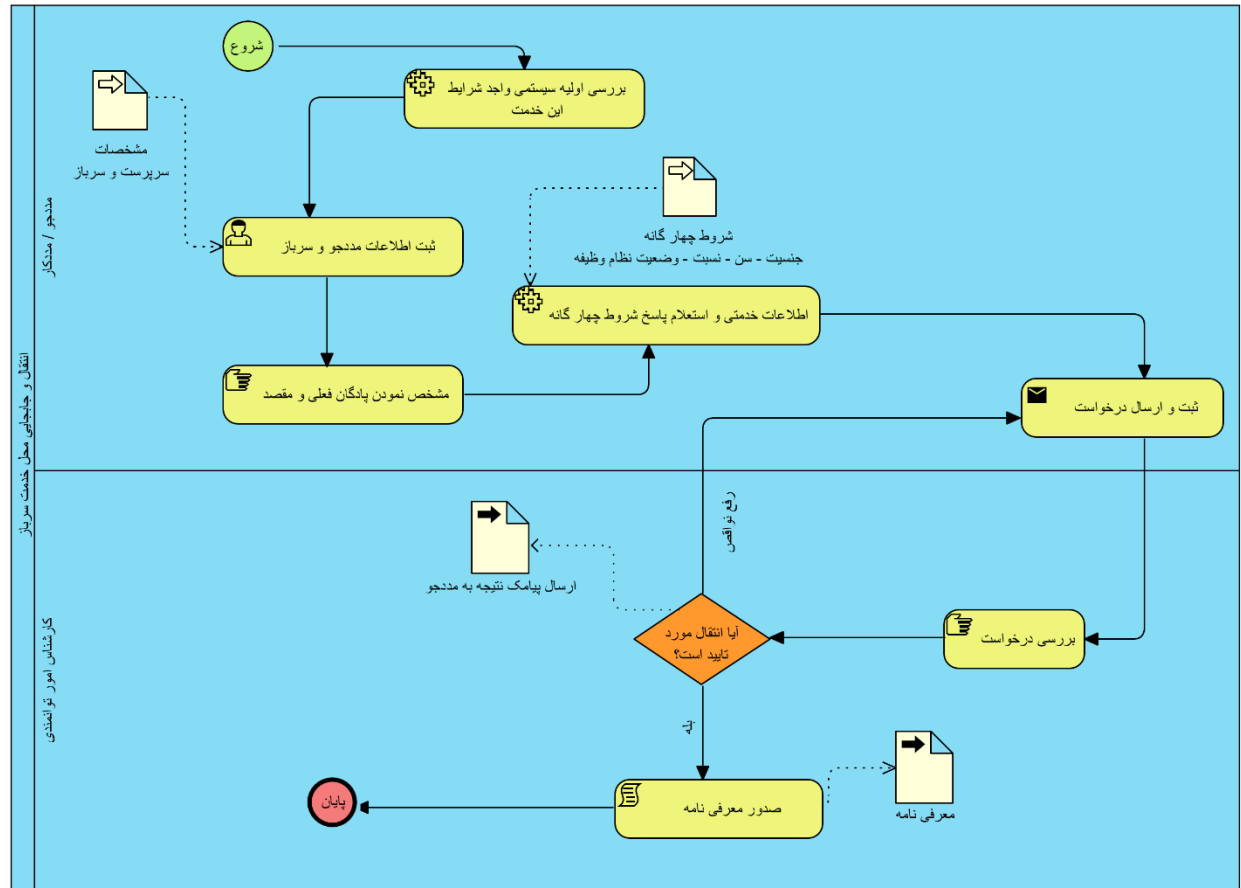 انتقال و جابجایی محل خدمت سرباز
مددجو / مددکار
شروع
بررسی اولیه سیستمی واجد شرایط
این خدمت
مشخصات
سرپرست و سرباز
ثبت اطلاعات مددجو و سرباز
مشخص نمودن پادگان فعلی و مقصد
شروط چهار گانه
جنسیت - سن - نسبت - وضعیت نظام وظیفه
اطلاعات خدمتی و استعلام پاسخ شروط چهار گانه
ثبت و ارسال درخواست
کارشناس امور توانمندی
بررسی درخواست
آیا انتقال مورد
تایید است؟
رفع نواقص
ارسال پیامک نتیجه به مددجو
بله
صدور معرفی نامه
معرفی نامه
پایان